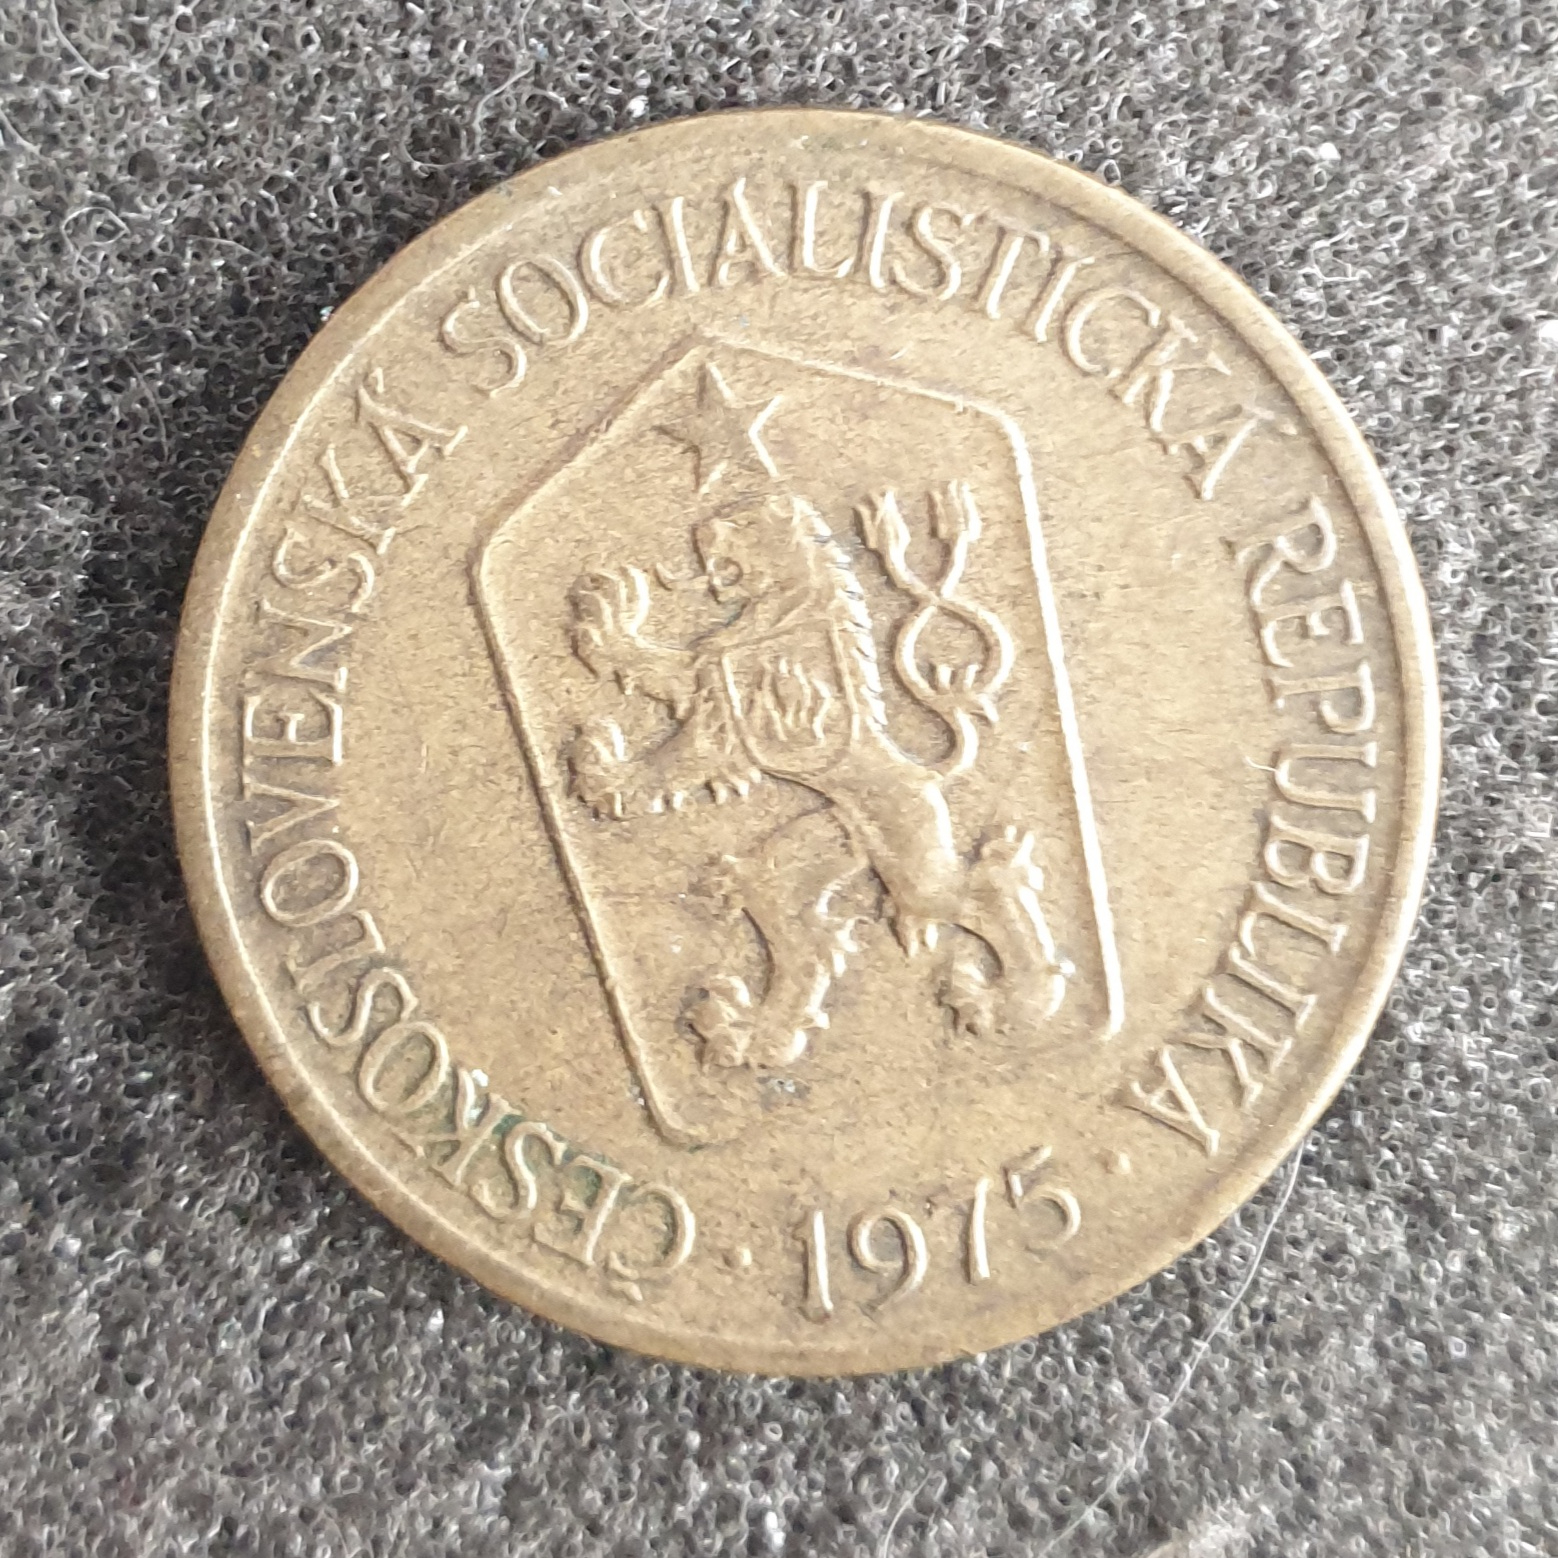 ČESKOSLOVENSKÁ SOCIALISTICKÁ REPUBLIKA
· 1975 ·